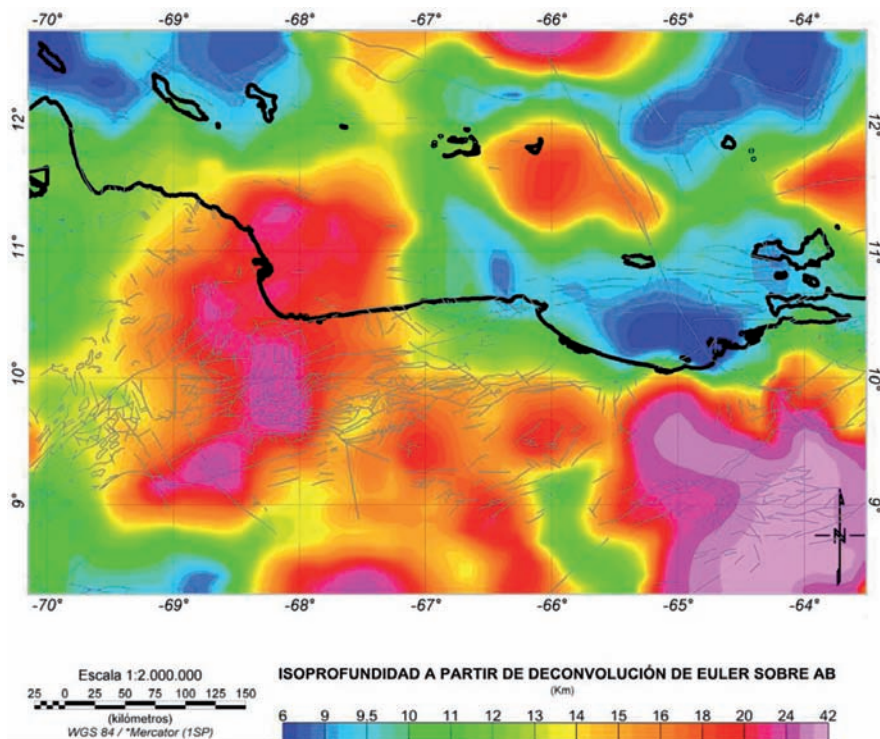 -70° -69° -68° -67° -66° -65° -64°
12° 12°
11° 11°
10° 10°
9° 9°
N
-70° -69° -68° -67° -66° -65° -64°
Escala 1:2.000.000
25 0 25 50 75 100 125 150
(kilómetros)
WGS 84 / *Mercator (1SP)
ISOPROFUNDIDAD A PARTIR DE DECONVOLUCIÓN DE EULER SOBRE AB
(Km)
6 9 9.5 10 11 12 13 14 15 16 18 20 24 42